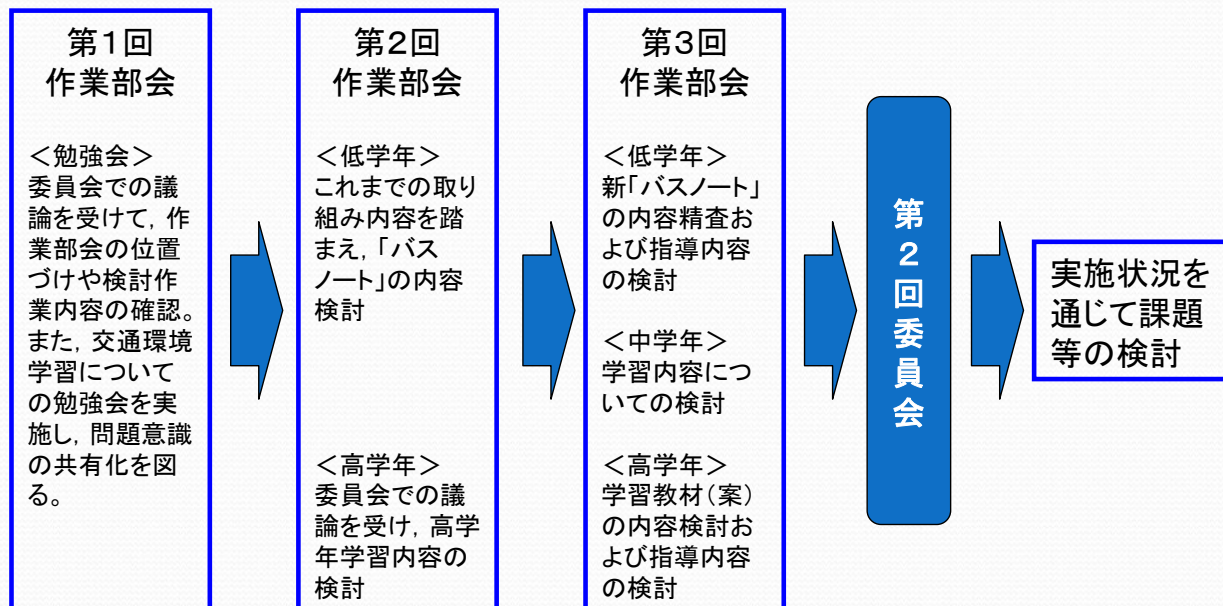 第1回
作業部会
＜勉強会＞
委員会での議
論を受けて，作
業部会の位置
づけや検討作
業内容の確認。
また，交通環境
学習について
の勉強会を実
施し，問題意識
の共有化を図
る。
第2回
作業部会
＜低学年＞
これまでの取り
組み内容を踏
まえ，「バス
ノート」の内容
検討
＜高学年＞
委員会での議
論を受け，高学
年学習内容の
検討
第3回
作業部会
＜低学年＞
新「バスノート」
の内容精査お
よび指導内容
の検討
＜中学年＞
学習内容につ
いての検討
＜高学年＞
学習教材（案）
の内容検討お
よび指導内容
の検討
第2回委員会
実施状況を
通じて課題
等の検討